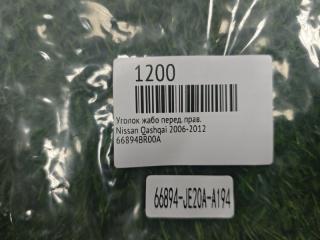 1200
Уголок жабо перед. прав.
Nissan Qashqai 2006-2012
66894BR00A
66894-JE20A-A194